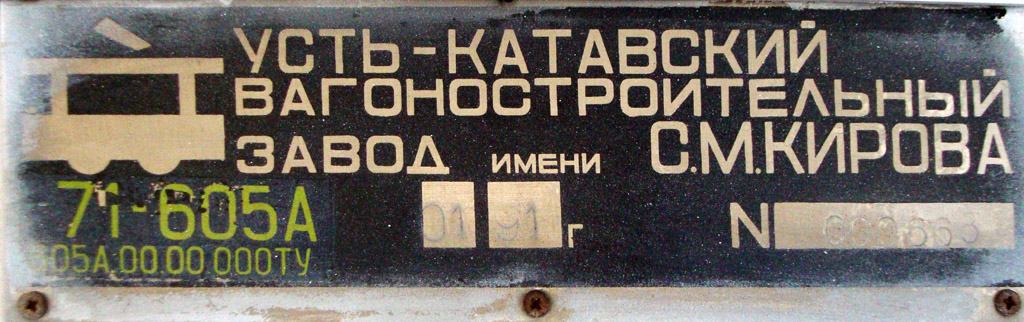 УСТЬ-КАТАВСКИЙ
ВАГОНОСТРОИТЕЛЬНЫЙ
ЗАВОД ИМЕНИ С.М.КИРОВА
71-605А 01 91 г N
605А.00.00 000ТУ